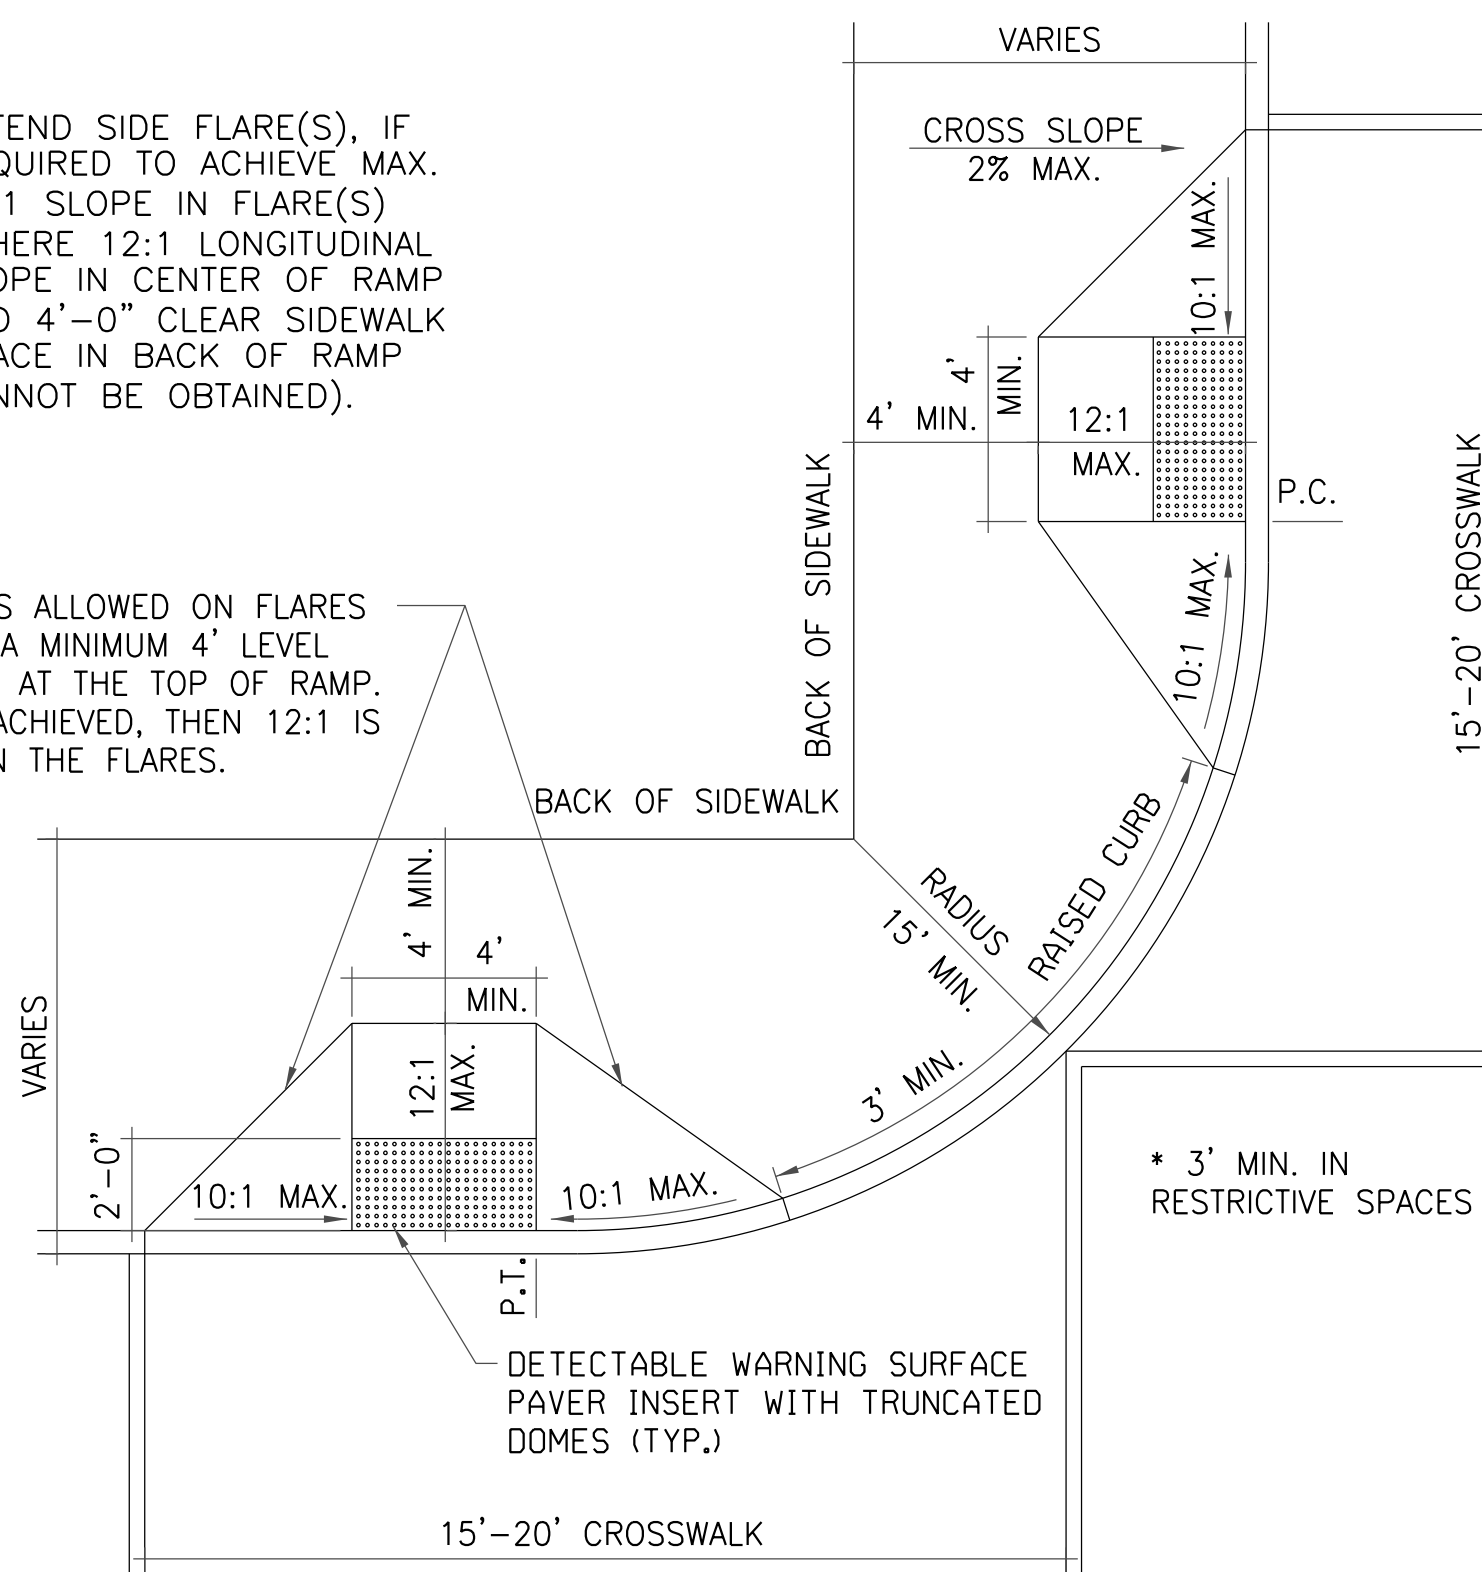 VARIES
CROSS SLOPE
2% MAX.
TEND SIDE FLARE(S), IF
QUIRED TO ACHIEVE MAX.
1 SLOPE IN FLARE(S)
HERE 12:1 LONGITUDINAL
OPE IN CENTER OF RAMP
D 4'-0" CLEAR SIDEWALK
ACE IN BACK OF RAMP
NNOT BE OBTAINED).
10:1 MAX.
4'
MIN.
4' MIN.
12:1
MAX.
P.C.
BACK OF SIDEWALK
15'-20' CROSSWALK
10:1 MAX.
S ALLOWED ON FLARES
A MINIMUM 4' LEVEL
AT THE TOP OF RAMP.
ACHIEVED, THEN 12:1 IS
N THE FLARES.
BACK OF SIDEWALK
RADIUS
15' MIN.
RAISED CURB
3' MIN.
VARIES
4' MIN.
4'
MIN.
12:1
MAX.
2'-0"
10:1 MAX.
10:1 MAX.
P.T.
* 3' MIN. IN
RESTRICTIVE SPACES
DETECTABLE WARNING SURFACE
PAVER INSERT WITH TRUNCATED
DOMES (TYP.)
15'-20' CROSSWALK